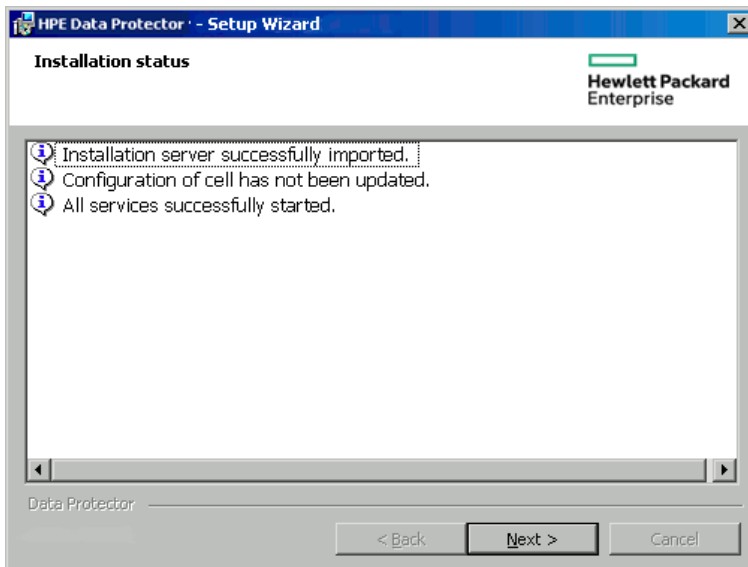 HPE Data Protector - Setup Wizard
Installation status
Hewlett Packard
Enterprise
Installation server successfully imported.
Configuration of cell has not been updated.
All services successfully started.
Data Protector
< Back
Next >
Cancel